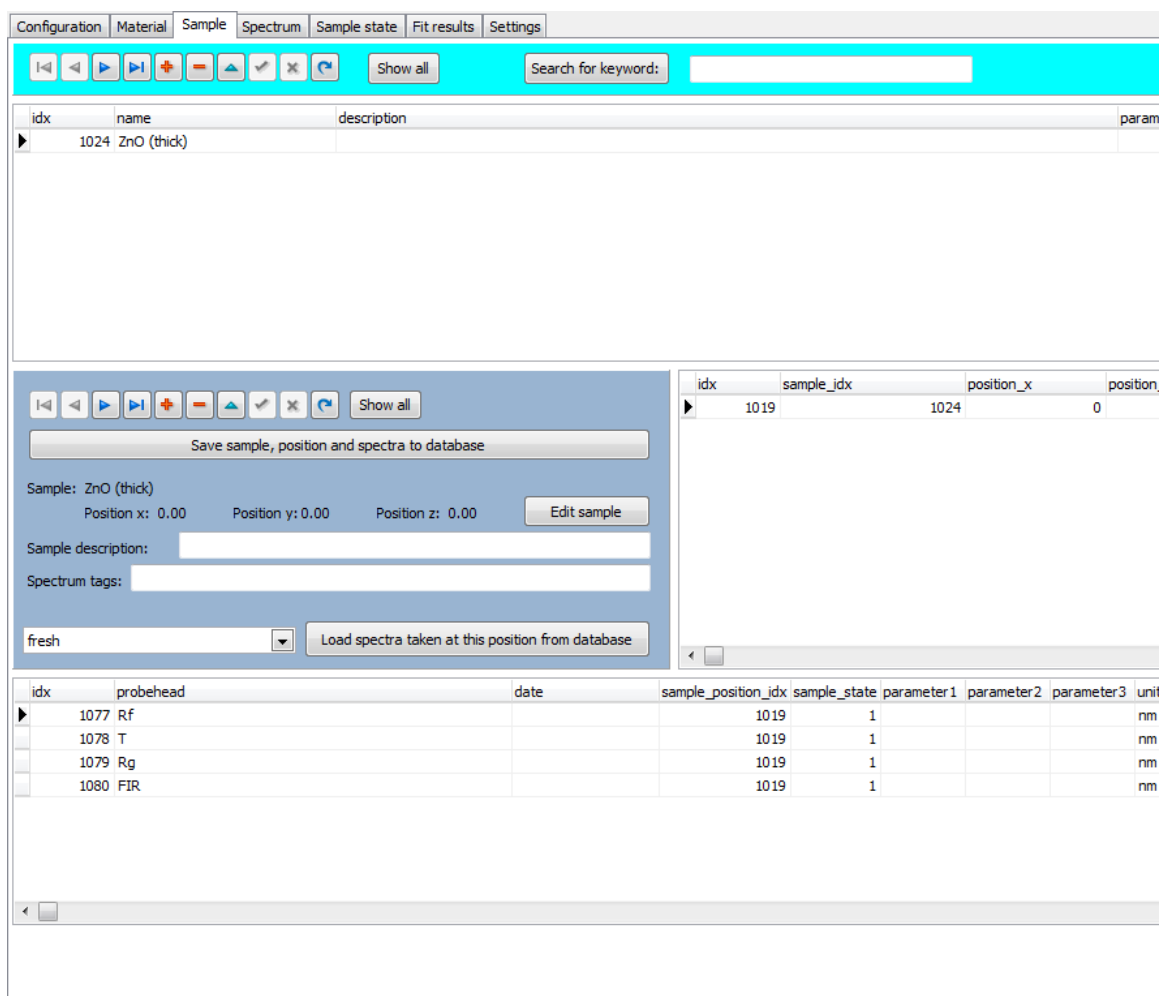 Configuration Material Sample Spectrum Sample state Fit results Settings
Show all Search for keyword:
idx name description param
1024 ZnO (thick)
Show all
Save sample, position and spectra to database
Sample: ZnO (thick)
Position x: 0.00 Position y: 0.00 Position z: 0.00 Edit sample
Sample description:
Spectrum tags:
fresh Load spectra taken at this position from database
idx sample_idx position_x position_
1019 1024 0
idx probehead date sample_position_idx sample_state parameter1 parameter2 parameter3 unit
1077 Rf 1019 1 nm
1078 T 1019 1 nm
1079 Rg 1019 1 nm
1080 FIR 1019 1 nm